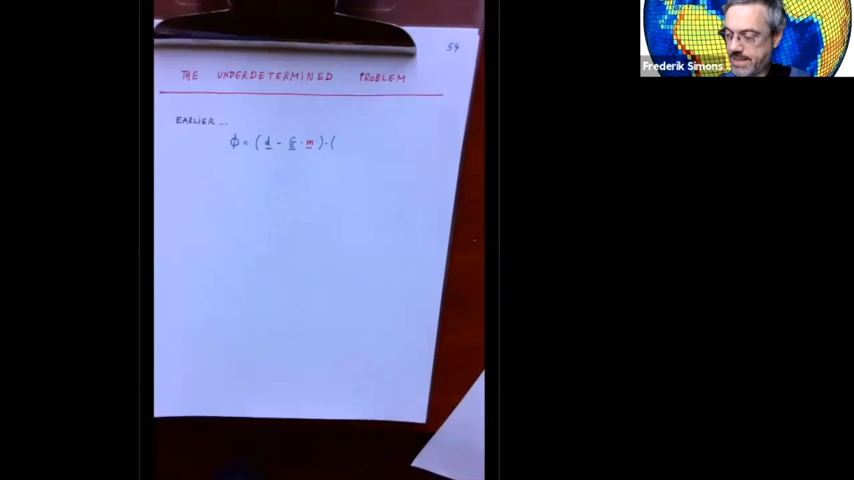 54
THE UNDERDETERMINED PROBLEM
EARLIER ...
ϕ = ( d - G · m ) · (
Frederik Simons